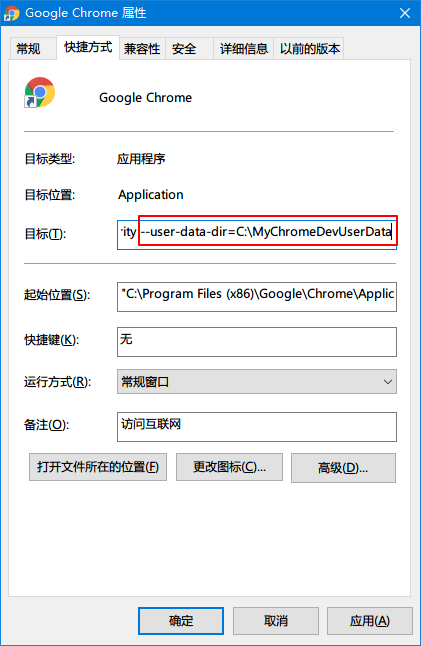 Google Chrome 属性
常规 快捷方式 兼容性 安全 详细信息 以前的版本
Google Chrome
目标类型: 应用程序
目标位置: Application
目标(T): rity --user-data-dir=C:\MyChromeDevUserData
起始位置(S): "C:\Program Files (x86)\Google\Chrome\Applic
快捷键(K): 无
运行方式(R): 常规窗口
备注(O): 访问互联网
打开文件所在的位置(F) 更改图标(C)... 高级(D)...
确定 取消 应用(A)